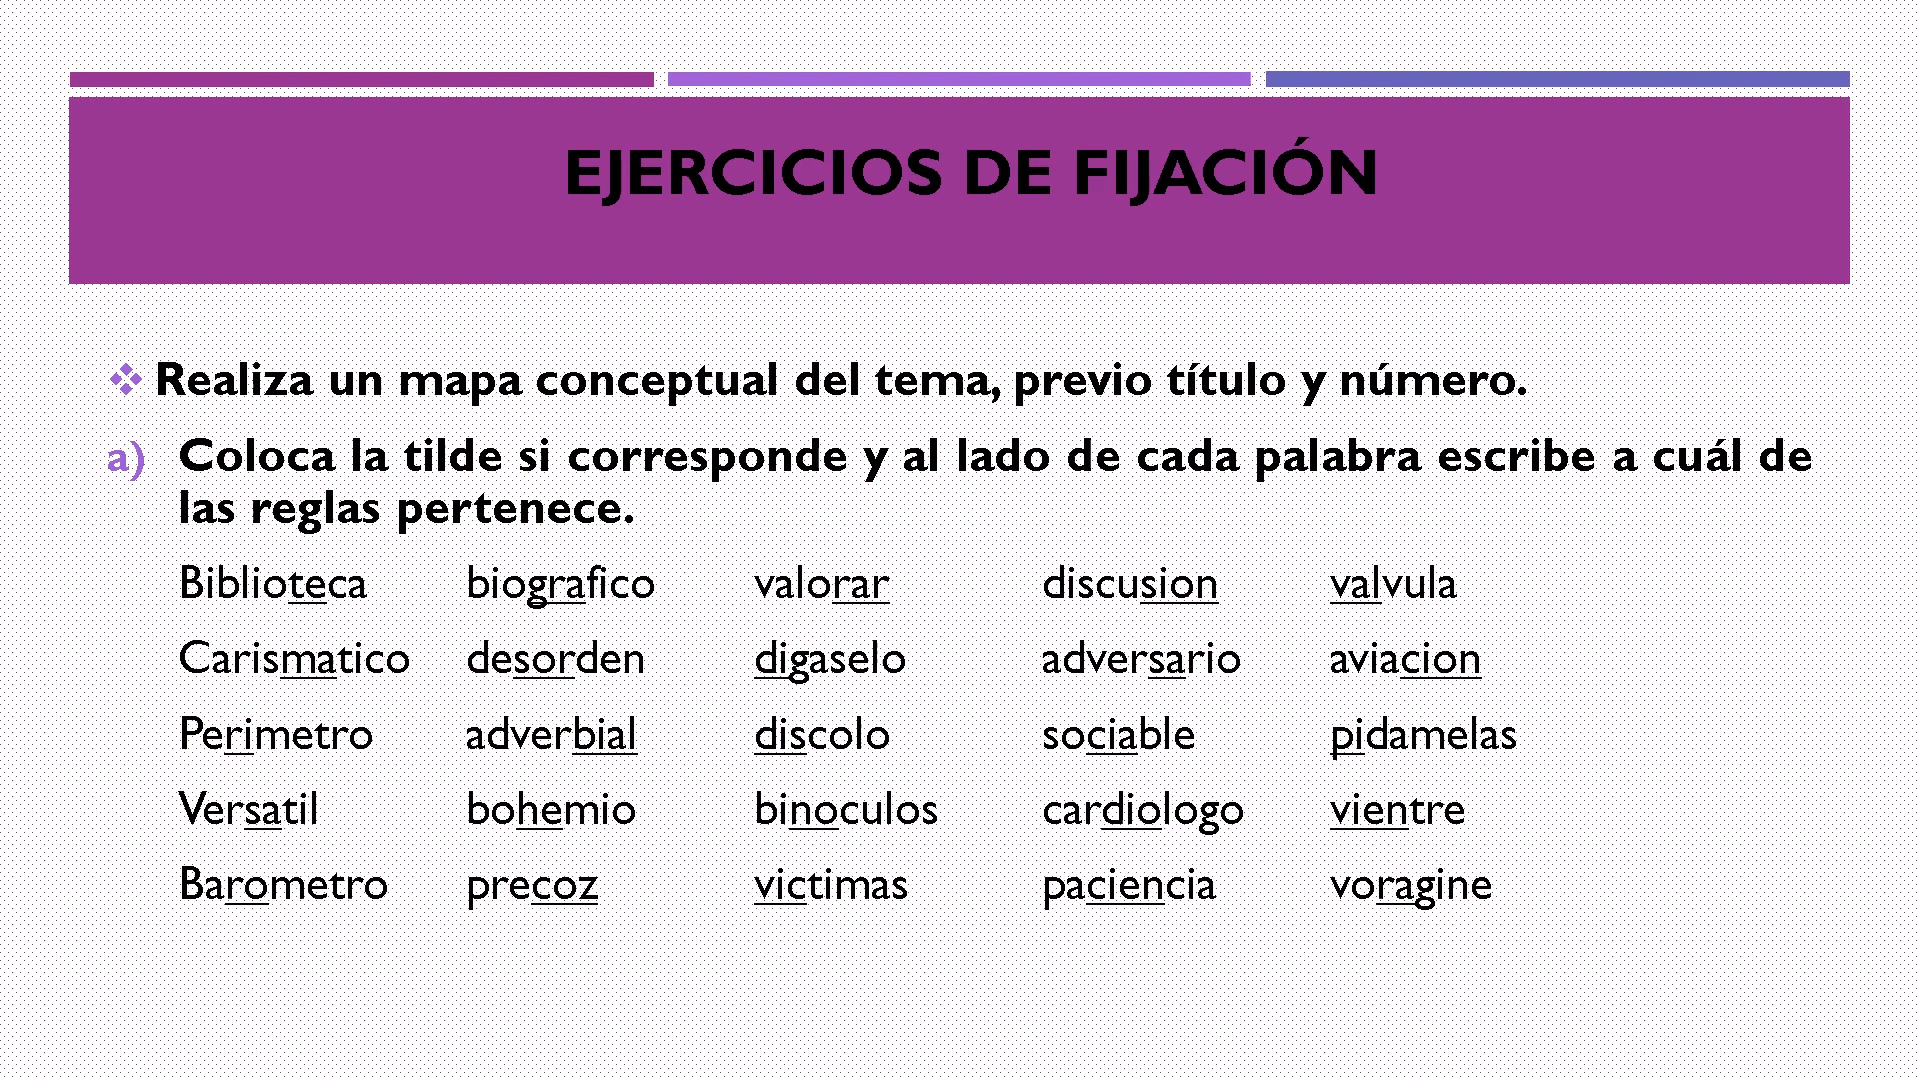 EJERCICIOS DE FIJACIÓN
Realiza un mapa conceptual del tema, previo título y número.
a) Coloca la tilde si corresponde y al lado de cada palabra escribe a cuál de
las reglas pertenece.
Biblioteca biografico valorar discusion valvula
Carismatico desorden digaselo adversario aviacion
Perimetro adverbial discolo sociable pidamelas
Versatil bohemio binoculos cardiologo vientre
Barometro precoz victimas paciencia voragine